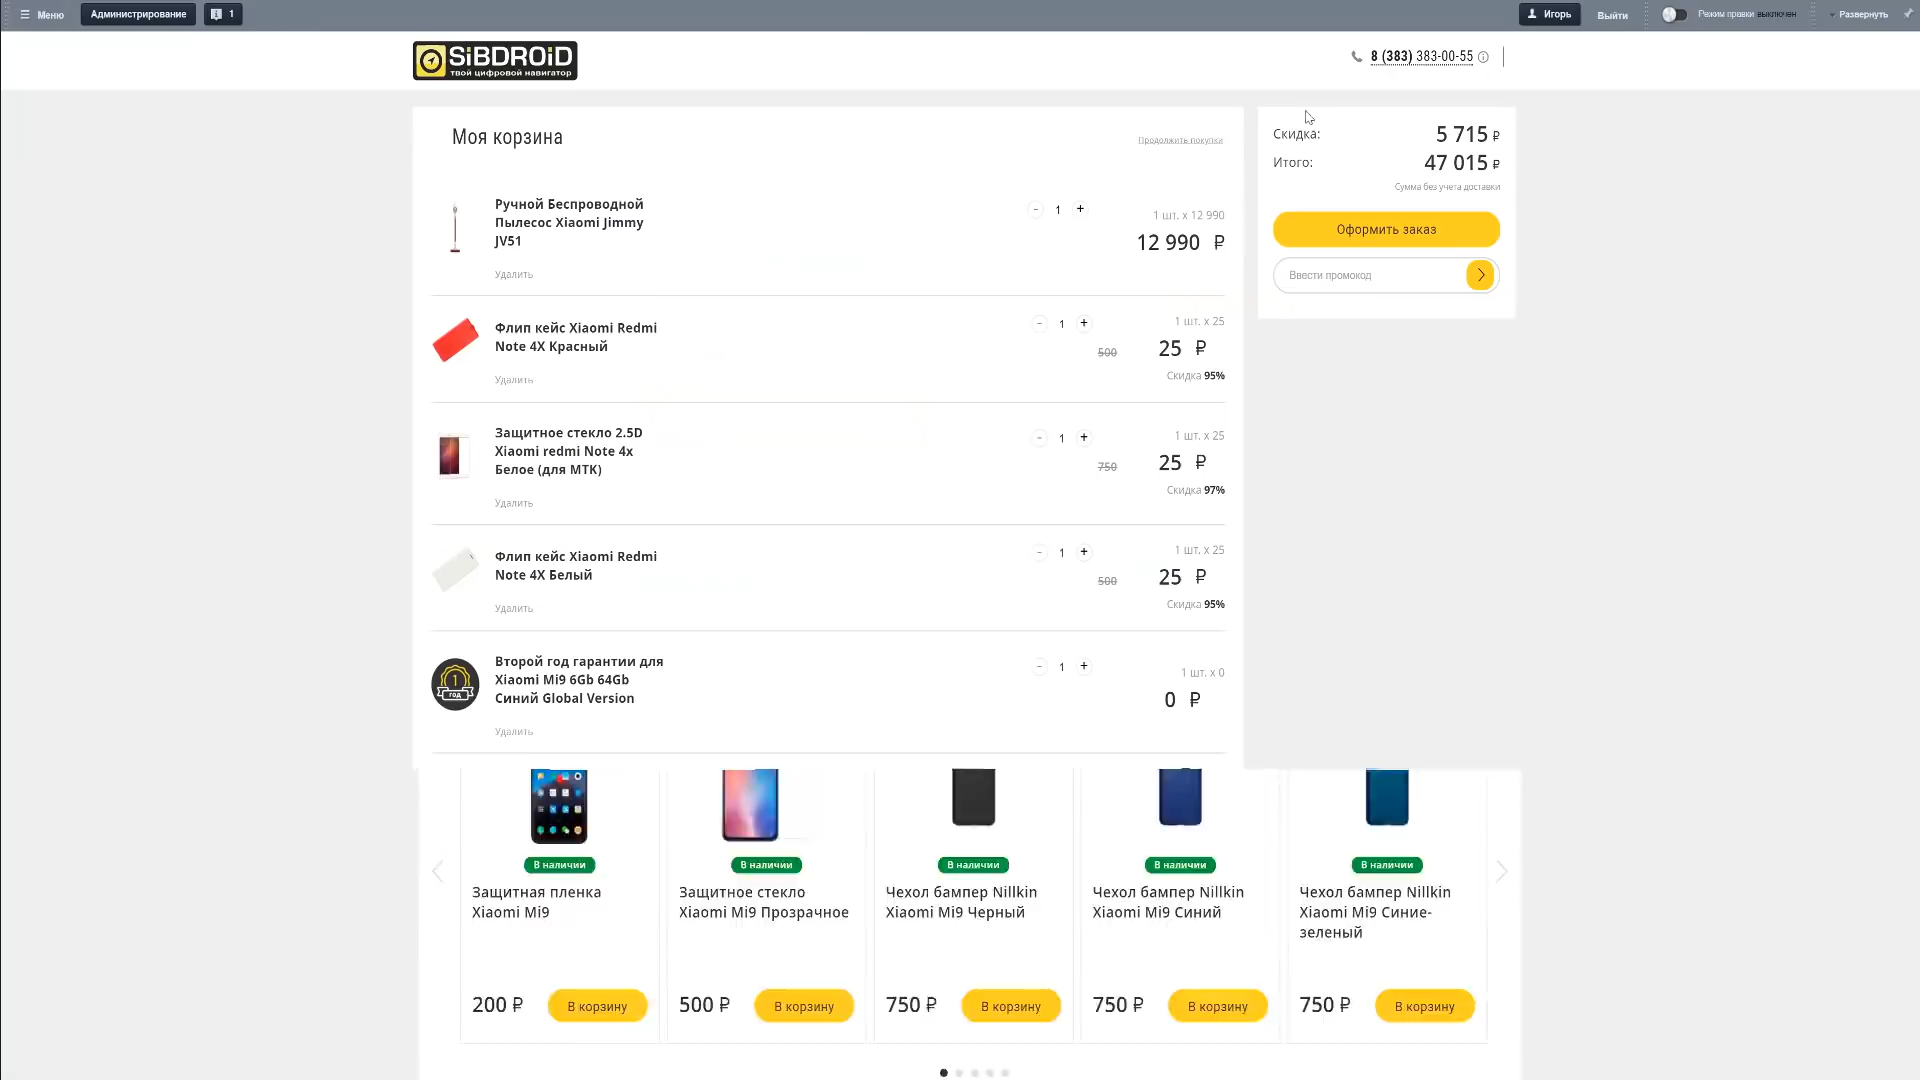 Меню
Администрирование
1
Игорь
Выйти
Режим правки выключен
Развернуть
SiBDROiD
твой цифровой навигатор
8 (383) 383-00-55
Моя корзина
Продолжить покупки
Ручной Беспроводной
Пылесос Xiaomi Jimmy
JV51
Удалить
- 1 +
1 шт. x 12 990
12 990 ₽
Флип кейс Xiaomi Redmi
Note 4X Красный
Удалить
- 1 +
1 шт. x 25
500 25 ₽
Скидка 95%
Защитное стекло 2.5D
Xiaomi redmi Note 4x
Белое (для MTK)
Удалить
- 1 +
1 шт. x 25
750 25 ₽
Скидка 97%
Флип кейс Xiaomi Redmi
Note 4X Белый
Удалить
- 1 +
1 шт. x 25
500 25 ₽
Скидка 95%
1
год
Второй год гарантии для
Xiaomi Mi9 6Gb 64Gb
Синий Global Version
Удалить
- 1 +
1 шт. x 0
0 ₽
Скидка: 5 715 ₽
Итого: 47 015 ₽
Сумма без учета доставки
Оформить заказ
Ввести промокод
В наличии
Защитная пленка
Xiaomi Mi9
200 ₽ В корзину
В наличии
Защитное стекло
Xiaomi Mi9 Прозрачное
500 ₽ В корзину
В наличии
Чехол бампер Nillkin
Xiaomi Mi9 Черный
750 ₽ В корзину
В наличии
Чехол бампер Nillkin
Xiaomi Mi9 Синий
750 ₽ В корзину
В наличии
Чехол бампер Nillkin
Xiaomi Mi9 Сине-
зеленый
750 ₽ В корзину